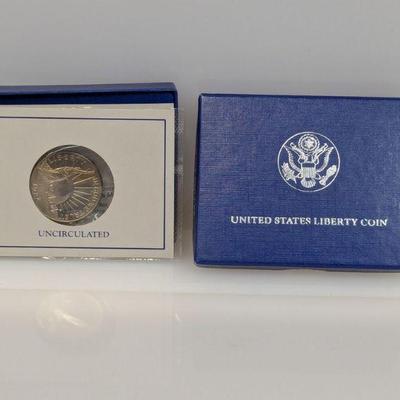 LIBERTY
UNCIRCULATED
UNITED STATES LIBERTY COIN